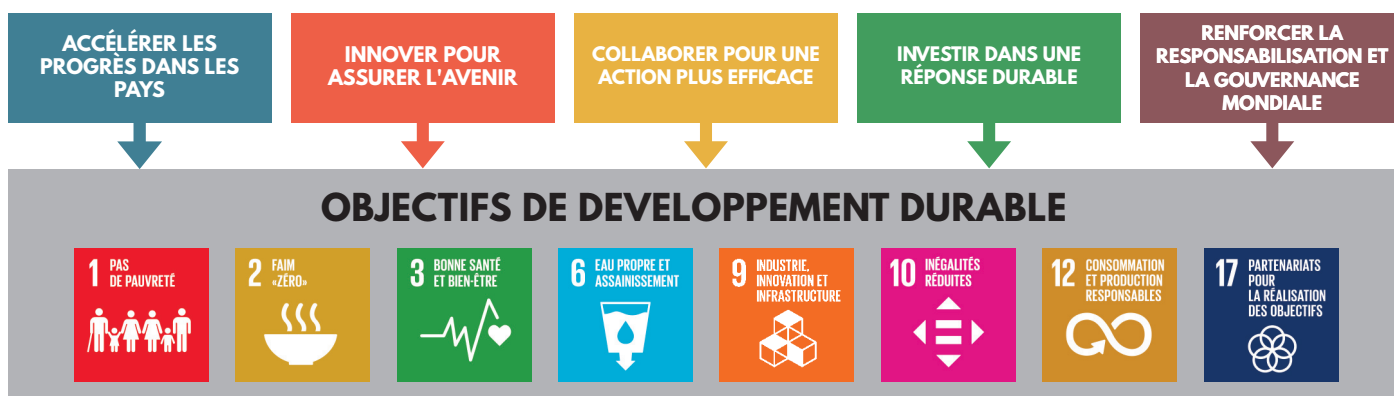 ACCÉLÉRER LES
PROGRÈS DANS LES
PAYS
INNOVER POUR
ASSURER L'AVENIR
COLLABORER POUR UNE
ACTION PLUS EFFICACE
INVESTIR DANS UNE
RÉPONSE DURABLE
RENFORCER LA
RESPONSABILISATION ET
LA GOUVERNANCE
MONDIALE
OBJECTIFS DE DEVELOPPEMENT DURABLE
1 PAS
DE PAUVRETÉ
2 FAIM
«ZÉRO»
3 BONNE SANTÉ
ET BIEN-ÊTRE
6 EAU PROPRE ET
ASSAINISSEMENT
9 INDUSTRIE,
INNOVATION ET
INFRASTRUCTURE
10 INÉGALITÉS
RÉDUITES
12 CONSOMMATION
ET PRODUCTION
RESPONSABLES
17 PARTENARIATS
POUR
LA RÉALISATION
DES OBJECTIFS